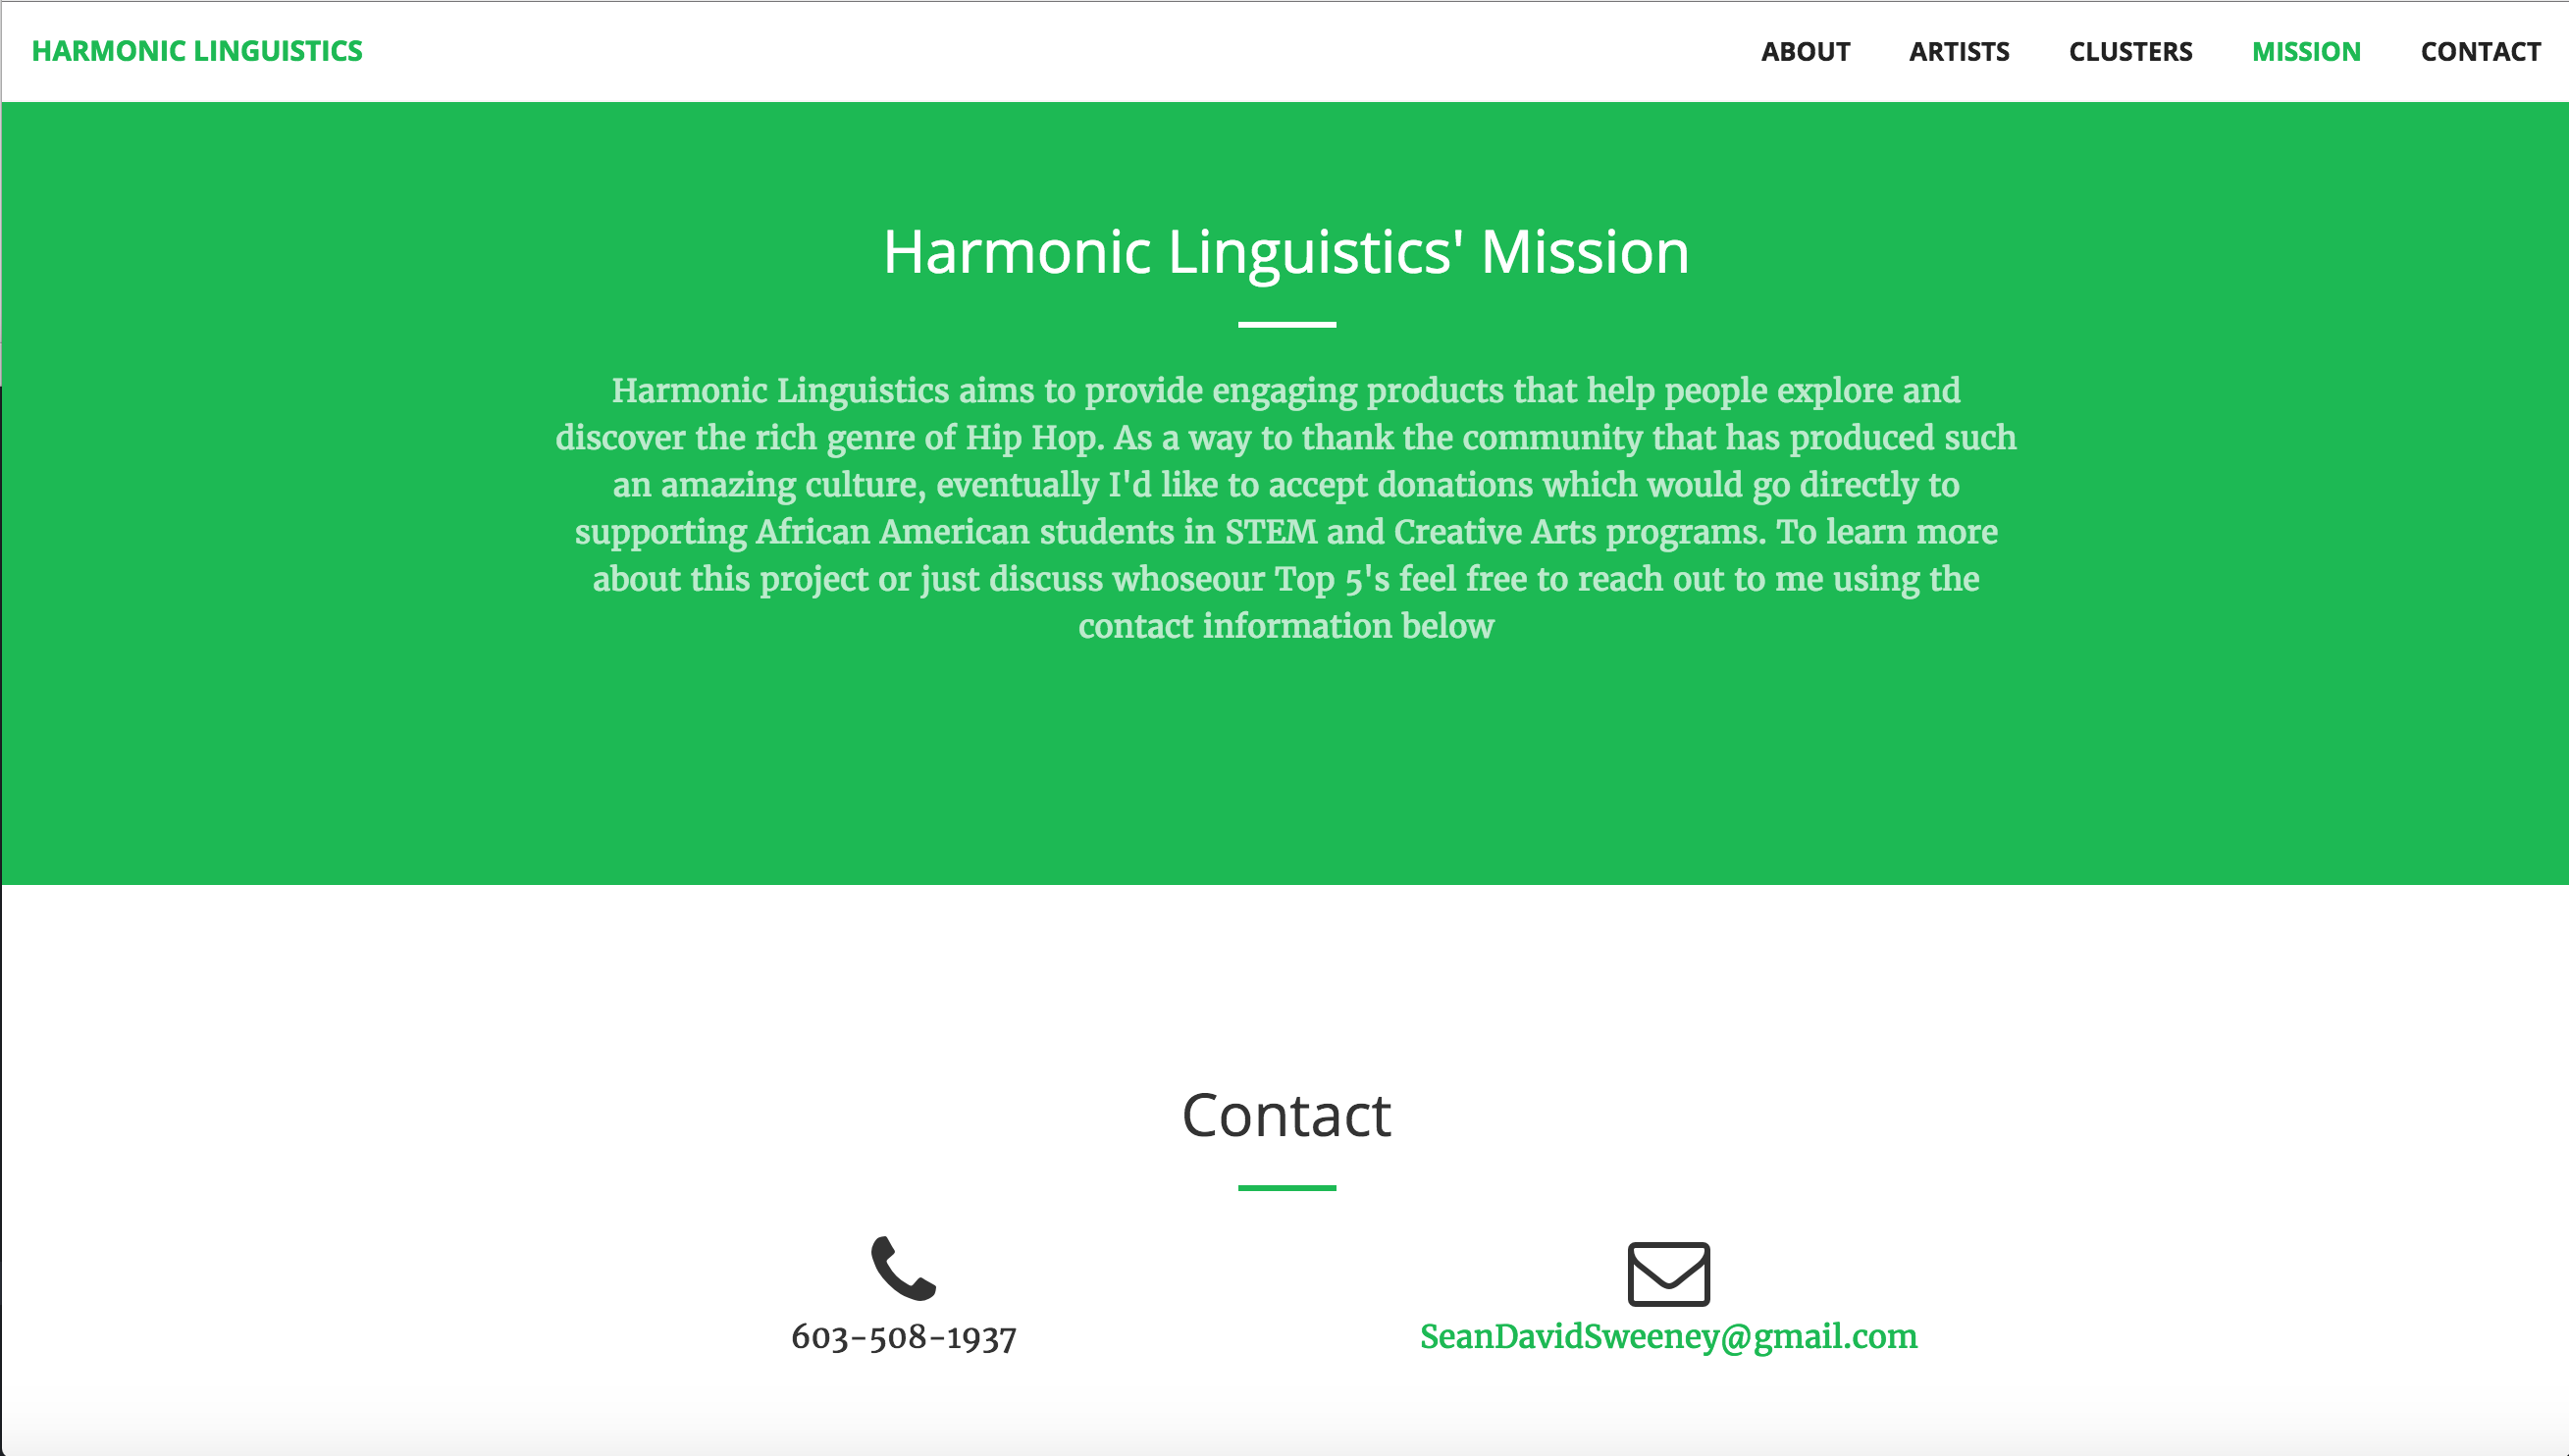 HARMONIC LINGUISTICS ABOUT ARTISTS CLUSTERS MISSION CONTACT
Harmonic Linguistics' Mission
Harmonic Linguistics aims to provide engaging products that help people explore and
discover the rich genre of Hip Hop. As a way to thank the community that has produced such
an amazing culture, eventually I'd like to accept donations which would go directly to
supporting African American students in STEM and Creative Arts programs. To learn more
about this project or just discuss whoseour Top 5's feel free to reach out to me using the
contact information below
Contact
603-508-1937 SeanDavidSweeney@gmail.com